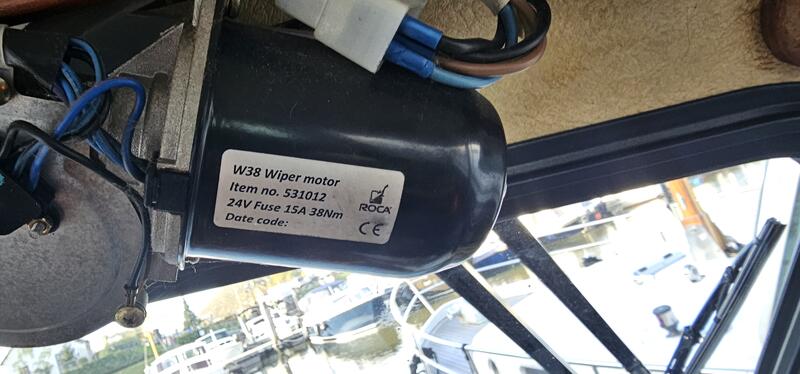 W38 Wiper motor
Item no. 531012
24V Fuse 15A 38Nm
Date code:
ROCA
CE